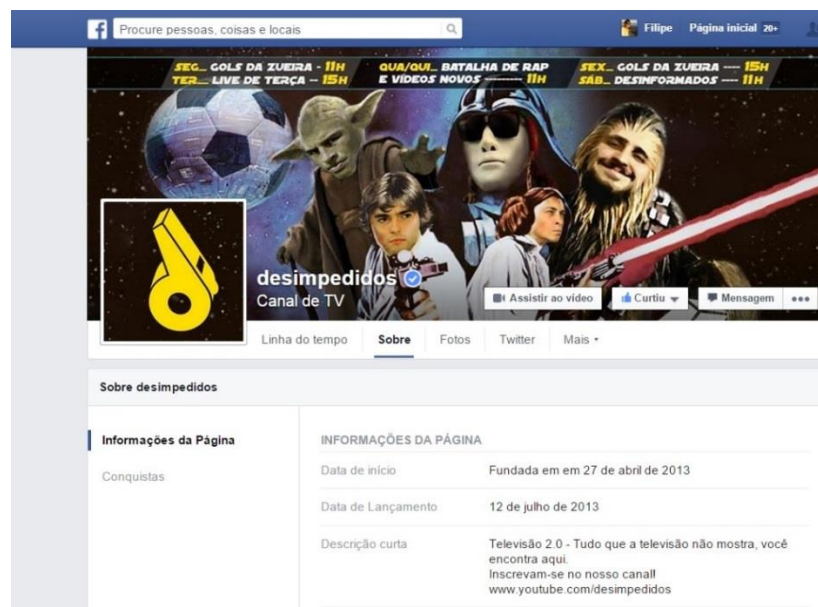 Procure pessoas, coisas e locais
Filipe Página inicial 20+
SEG_ GOLS DA ZUEIRA - 11H QUA/QUI_ BATALHA DE RAP SEX_ GOLS DA ZUEIRA ---- 15H
TER_ LIVE DE TERÇA -- 15H E VÍDEOS NOVOS -------- 11H SÁB_ DESINFORMADOS ---- 11H
desimpedidos
Canal de TV
Assistir ao vídeo Curtiu Mensagem
Linha do tempo Sobre Fotos Twitter Mais
Sobre desimpedidos
Informações da Página
Conquistas
INFORMAÇÕES DA PÁGINA
Data de início Fundada em em 27 de abril de 2013
Data de Lançamento 12 de julho de 2013
Descrição curta Televisão 2.0 - Tudo que a televisão não mostra, você
encontra aqui.
Inscrevam-se no nosso canal!
www.youtube.com/desimpedidos